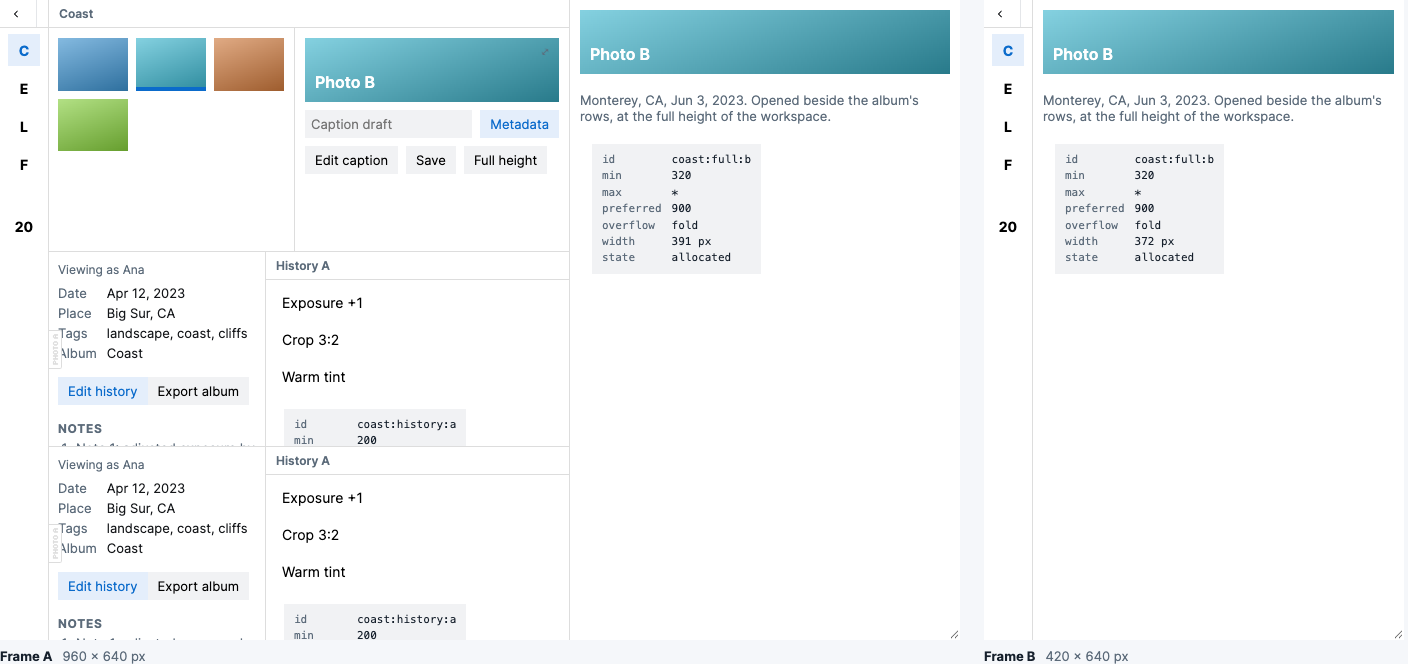 ‹
Coast
C
E
L
F
20
Photo B
Caption draft
Metadata
Edit caption
Save
Full height
Viewing as Ana
Date Apr 12, 2023
Place Big Sur, CA
Tags landscape, coast, cliffs
Album Coast
PHOTO A
Edit history
Export album
NOTES
History A
Exposure +1
Crop 3:2
Warm tint
id coast:history:a
min 200
Viewing as Ana
Date Apr 12, 2023
Place Big Sur, CA
Tags landscape, coast, cliffs
Album Coast
PHOTO A
Edit history
Export album
NOTES
History A
Exposure +1
Crop 3:2
Warm tint
id coast:history:a
min 200
Photo B
Monterey, CA, Jun 3, 2023. Opened beside the album's
rows, at the full height of the workspace.
id coast:full:b
min 320
max *
preferred 900
overflow fold
width 391 px
state allocated
Frame A 960 × 640 px
‹
C
E
L
F
20
Photo B
Monterey, CA, Jun 3, 2023. Opened beside the album's
rows, at the full height of the workspace.
id coast:full:b
min 320
max *
preferred 900
overflow fold
width 372 px
state allocated
Frame B 420 × 640 px